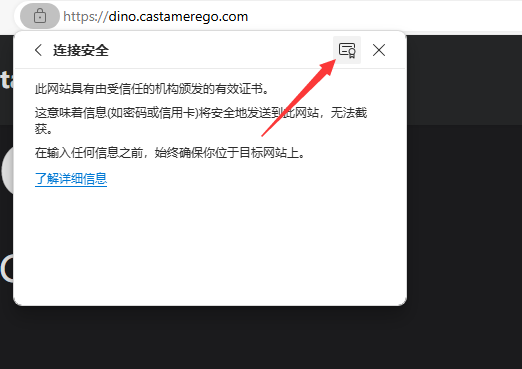 https://dino.castamerego.com
连接安全
此网站具有由受信任的机构颁发的有效证书。
这意味着信息(如密码或信用卡)将安全地发送到此网站，无法截
获。
在输入任何信息之前，始终确保你位于目标网站上。
了解详细信息